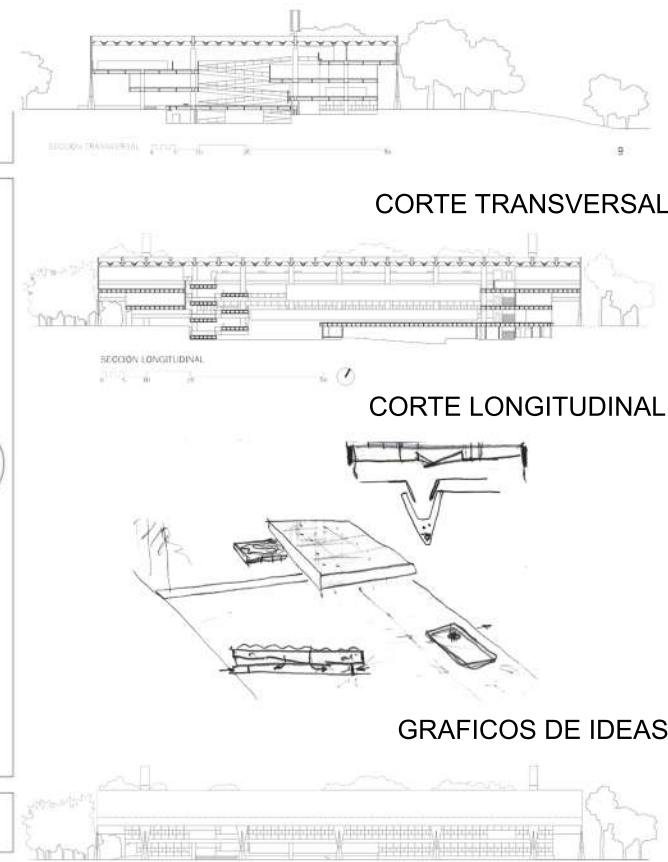 SECCION TRANSVERSAL
9
CORTE TRANSVERSAL
SECCION LONGITUDINAL
CORTE LONGITUDINAL
GRAFICOS DE IDEAS